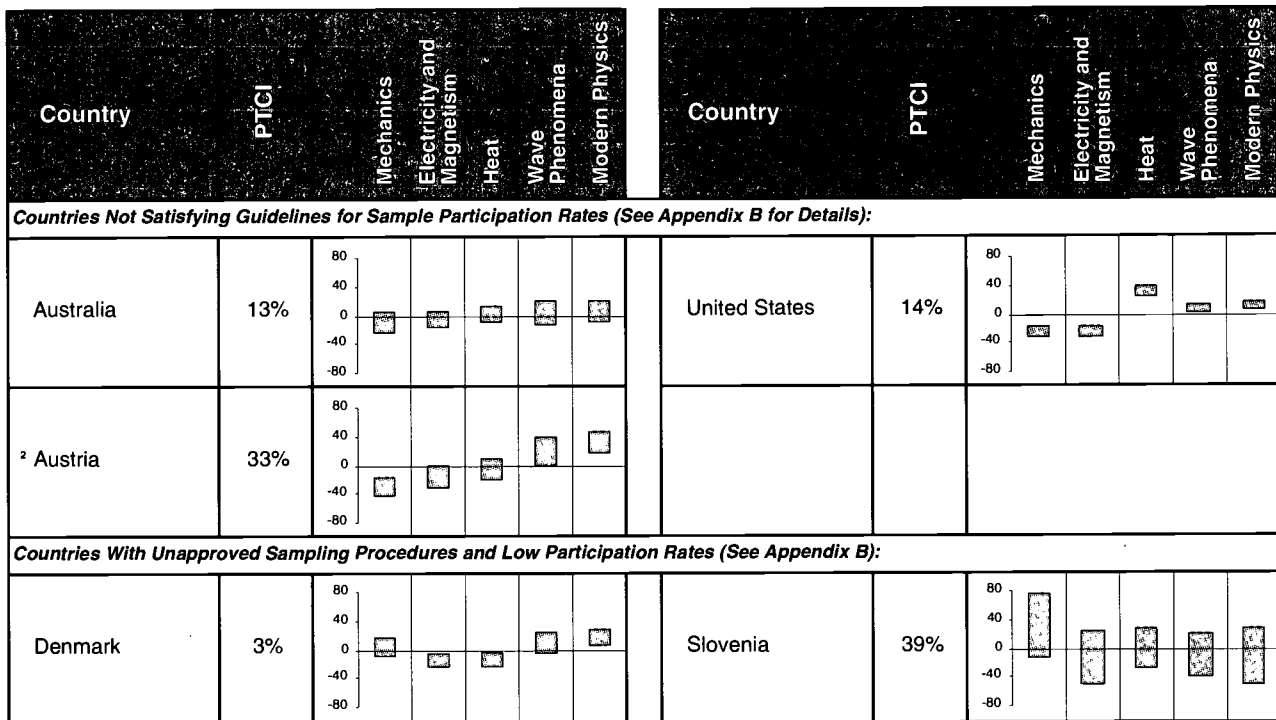 Country PTCI Mechanics Electricity and Magnetism Heat Wave Phenomena Modern Physics
Country PTCI Mechanics Electricity and Magnetism Heat Wave Phenomena Modern Physics
Countries Not Satisfying Guidelines for Sample Participation Rates (See Appendix B for Details):
Australia 13%
80
40
0
-40
-80
United States 14%
80
40
0
-40
-80
² Austria 33%
80
40
0
-40
-80
Countries With Unapproved Sampling Procedures and Low Participation Rates (See Appendix B):
Denmark 3%
80
40
0
-40
-80
Slovenia 39%
80
40
0
-40
-80